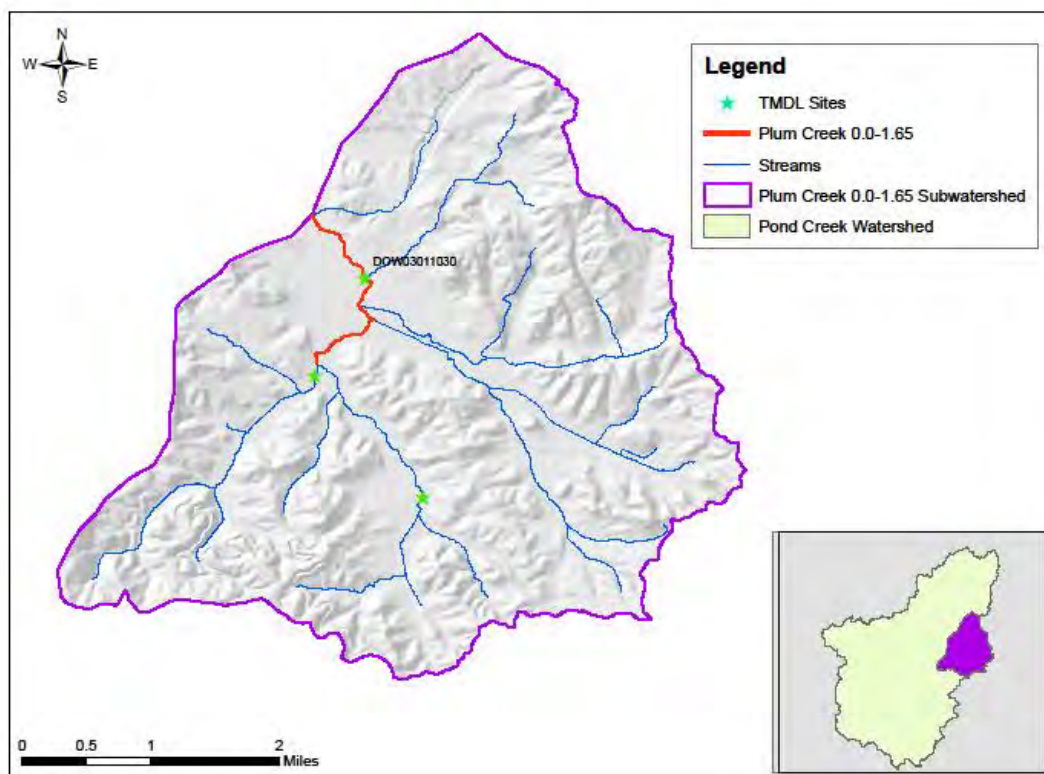 N
W E
S
Legend
TMDL Sites
Plum Creek 0.0-1.65
Streams
Plum Creek 0.0-1.65 Subwatershed
Pond Creek Watershed
DOW03011030
0 0.5 1 2
Miles